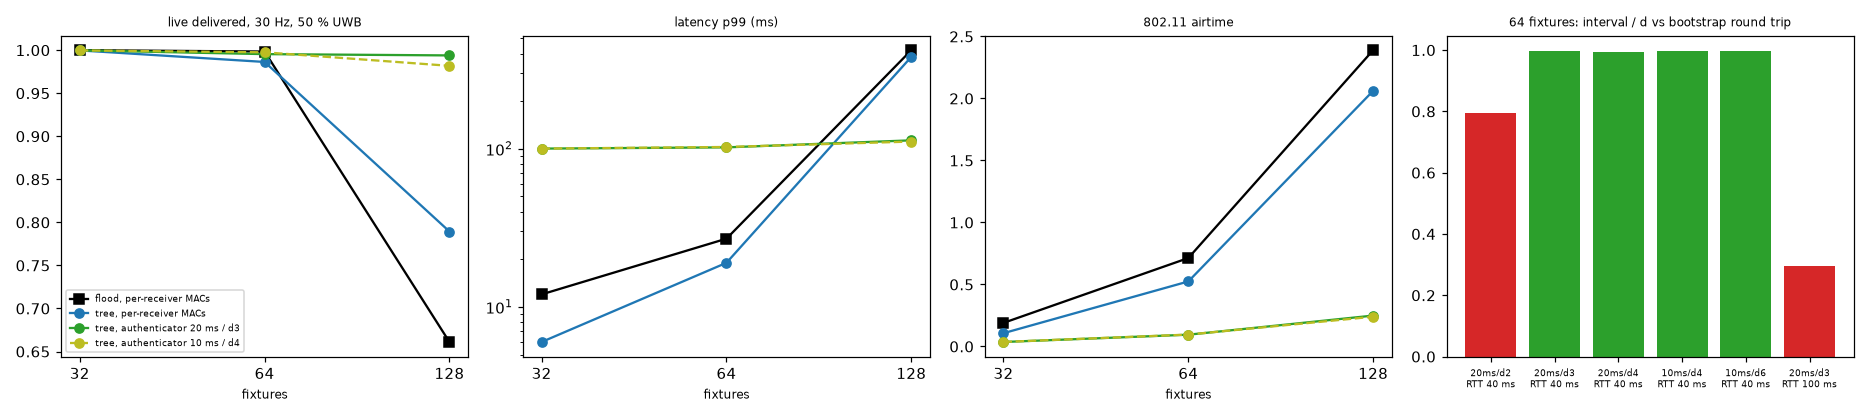 live delivered, 30 Hz, 50 % UWB
1.00
0.95
0.90
0.85
0.80
0.75
0.70
0.65
flood, per-receiver MACs
tree, per-receiver MACs
tree, authenticator 20 ms / d3
tree, authenticator 10 ms / d4
32
64
128
fixtures
latency p99 (ms)
10²
10¹
32
64
128
fixtures
802.11 airtime
2.5
2.0
1.5
1.0
0.5
0.0
32
64
128
fixtures
64 fixtures: interval / d vs bootstrap round trip
1.0
0.8
0.6
0.4
0.2
0.0
20ms/d2
RTT 40 ms
20ms/d3
RTT 40 ms
20ms/d4
RTT 40 ms
10ms/d4
RTT 40 ms
10ms/d6
RTT 40 ms
20ms/d3
RTT 100 ms